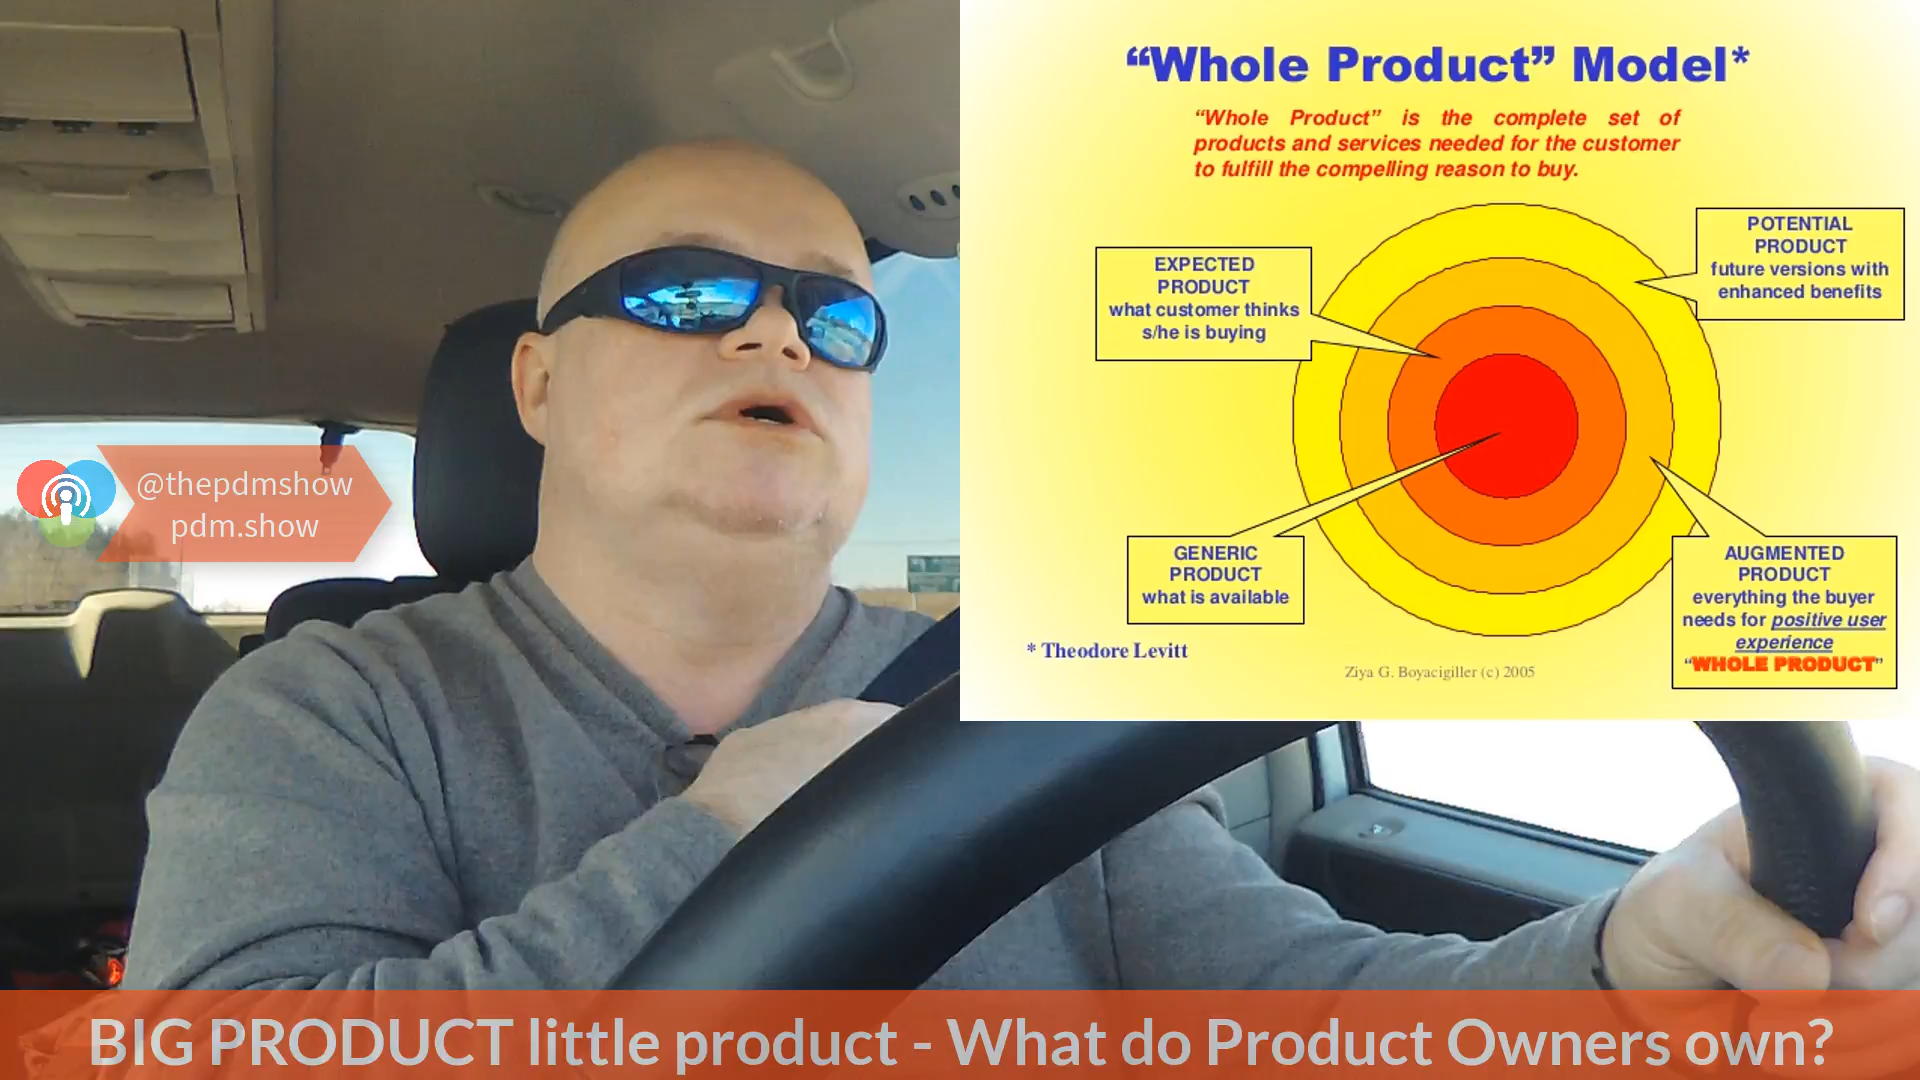 “Whole Product” Model*
“Whole Product” is the complete set of
products and services needed for the customer
to fulfill the compelling reason to buy.
POTENTIAL
PRODUCT
future versions with
enhanced benefits
EXPECTED
PRODUCT
what customer thinks
s/he is buying
@thepdmshow
pdm.show
GENERIC
PRODUCT
what is available
AUGMENTED
PRODUCT
everything the buyer
needs for positive user
experience
“WHOLE PRODUCT”
* Theodore Levitt
Ziya G. Boyacigiller (c) 2005
BIG PRODUCT little product - What do Product Owners own?